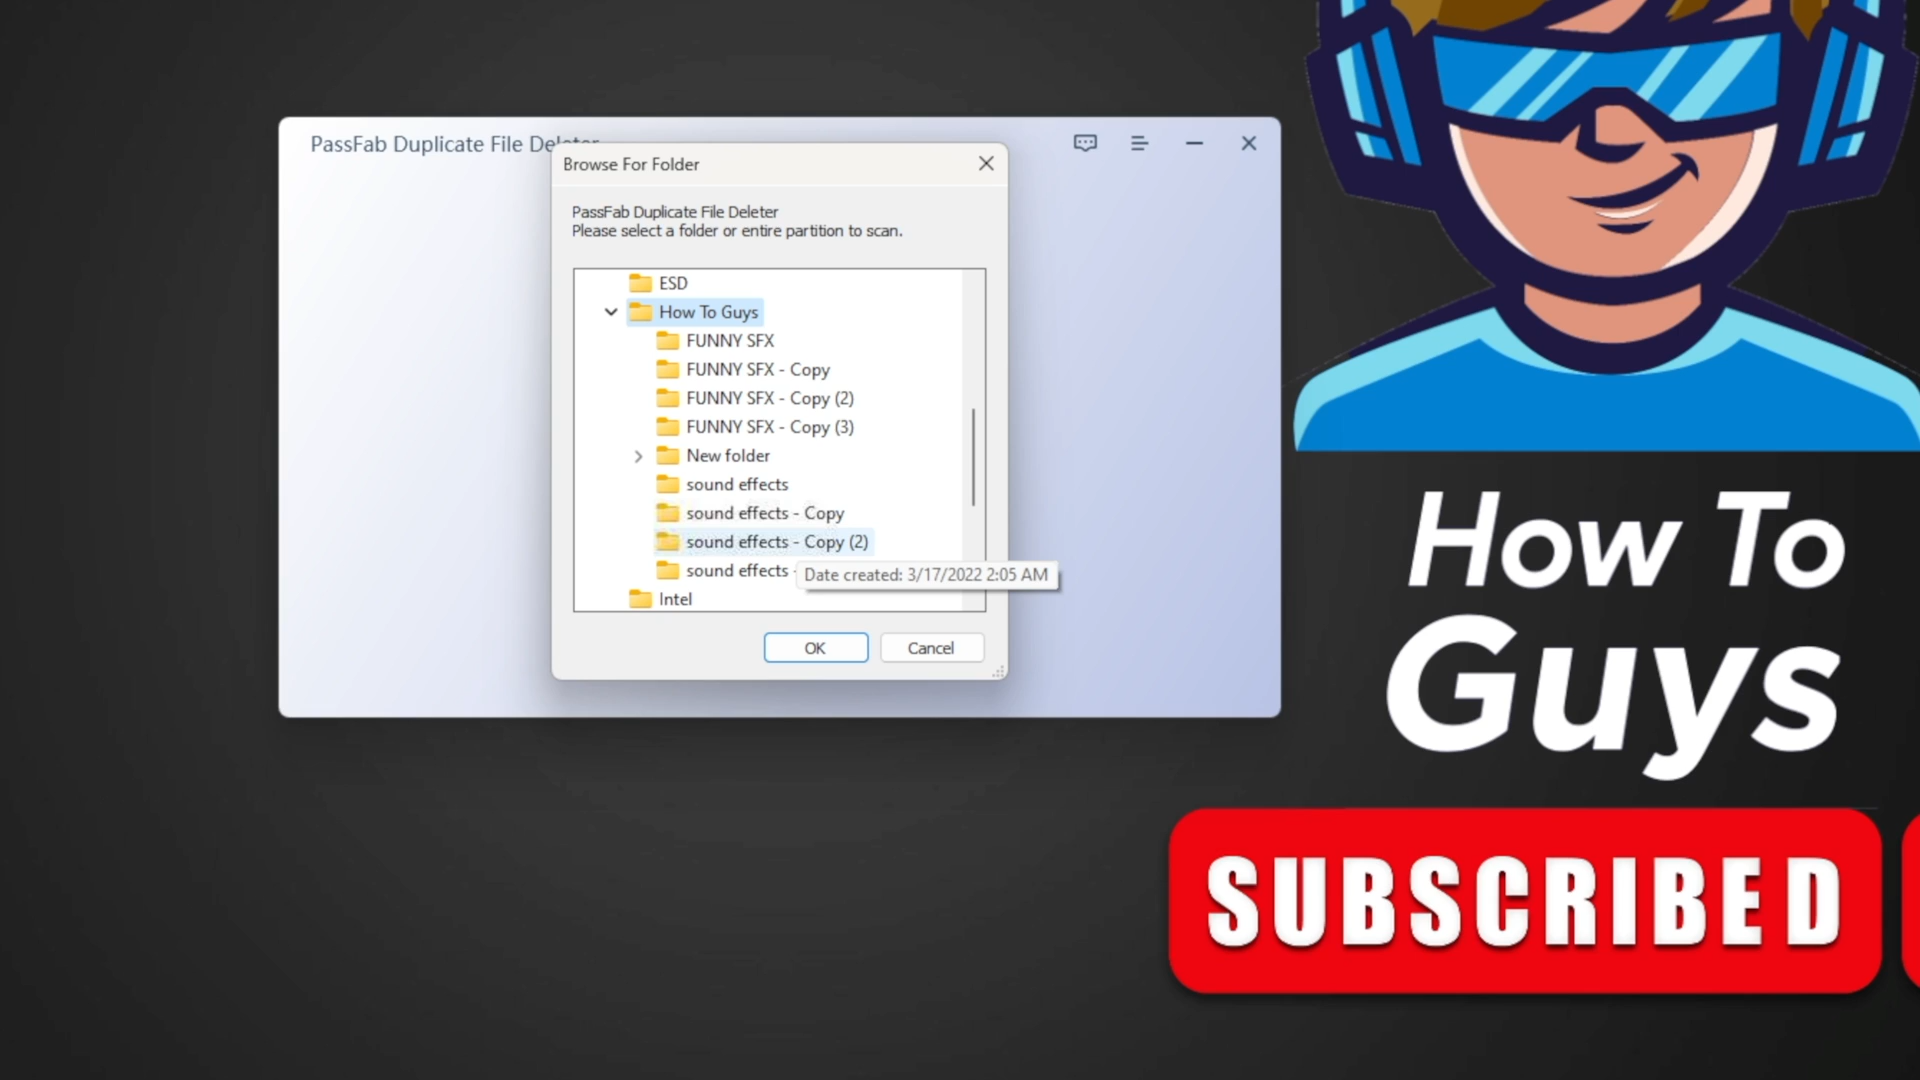 PassFab Duplicate File Deleter
Browse For Folder
PassFab Duplicate File Deleter
Please select a folder or entire partition to scan.
ESD
How To Guys
FUNNY SFX
FUNNY SFX - Copy
FUNNY SFX - Copy (2)
FUNNY SFX - Copy (3)
New folder
sound effects
sound effects - Copy
sound effects - Copy (2)
sound effects -
Date created: 3/17/2022 2:05 AM
Intel
OK
Cancel
How To
Guys
SUBSCRIBED